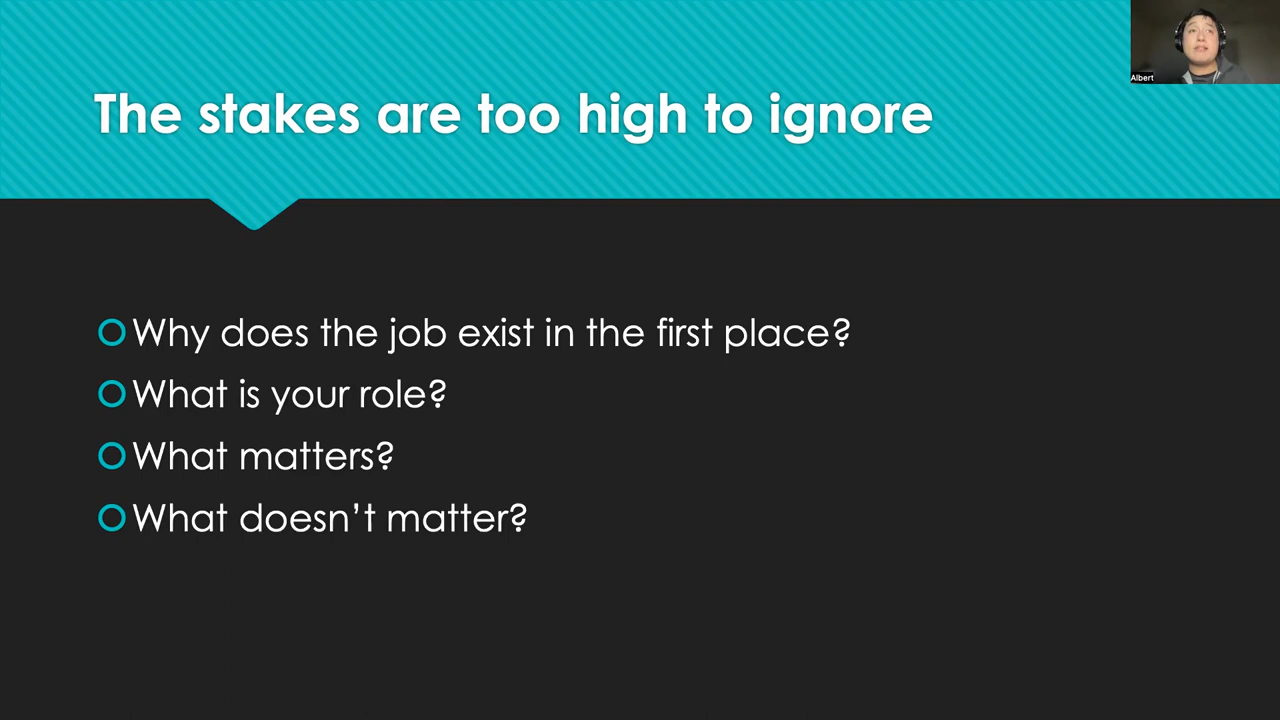 The stakes are too high to ignore
Albert
Why does the job exist in the first place?
What is your role?
What matters?
What doesn’t matter?